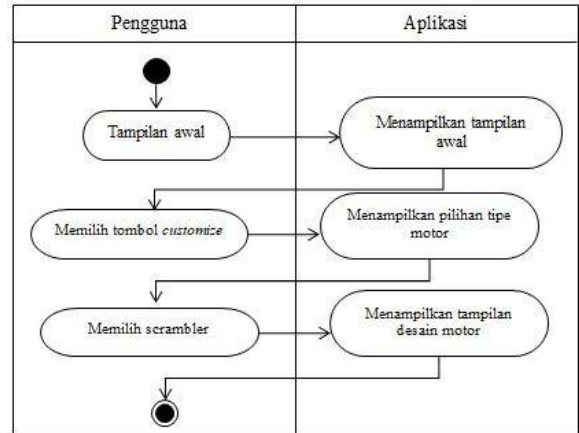 Pengguna
Aplikasi
Tampilan awal
Menampilkan tampilan
awal
Memilih tombol customize
Menampilkan pilihan tipe
motor
Memilih scrambler
Menampilkan tampilan
desain motor